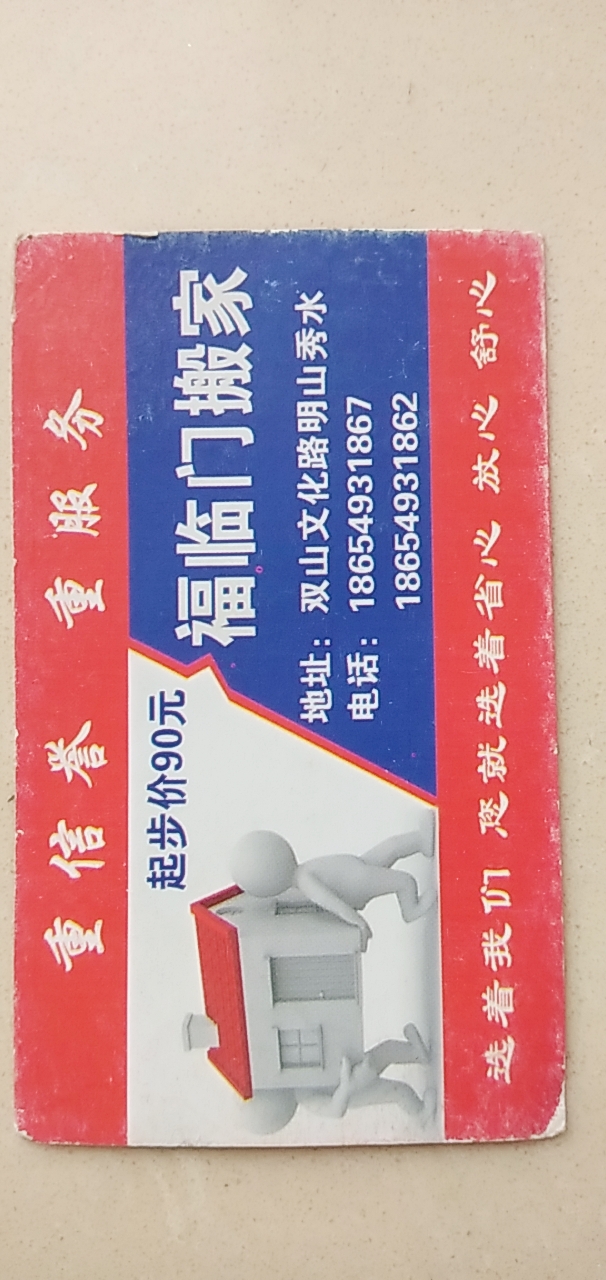 重信誉 重服务
起步价90元
福临门搬家
地址：双山文化路明山秀水
电话：18654931867
18654931862
选着我们 您就选着省心 放心 舒心